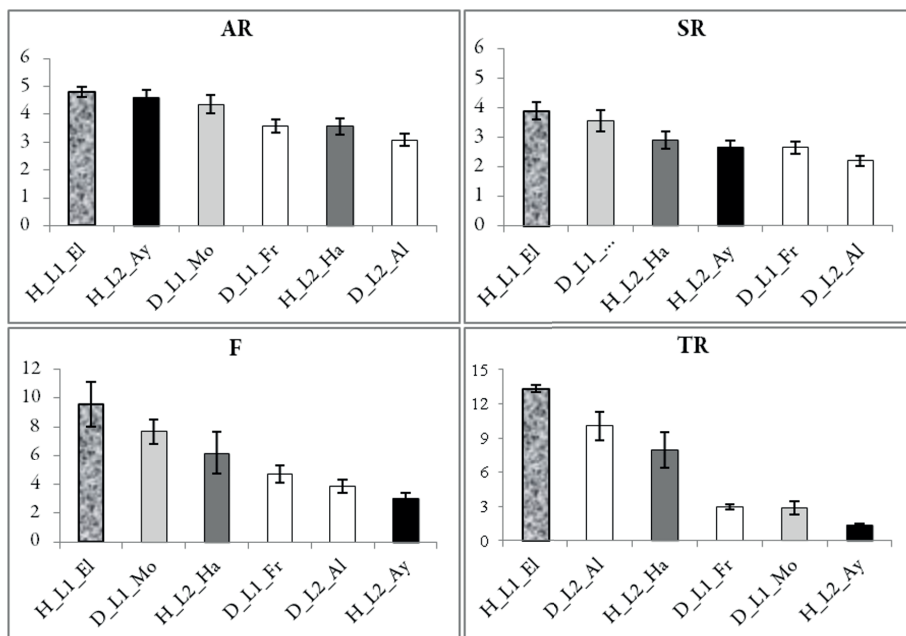 AR
6
5
4
3
2
1
0
H_L1_El
H_L2_Ay
D_L1_Mo
D_L1_Fr
H_L2_Ha
D_L2_Al
SR
6
5
4
3
2
1
0
H_L1_El
D_L1_...
H_L2_Ha
H_L2_Ay
D_L1_Fr
D_L2_Al
F
12
10
8
6
4
2
0
H_L1_El
D_L1_Mo
H_L2_Ha
D_L1_Fr
D_L2_Al
H_L2_Ay
TR
15
12
9
6
3
0
H_L1_El
D_L2_Al
H_L2_Ha
D_L1_Fr
D_L1_Mo
H_L2_Ay